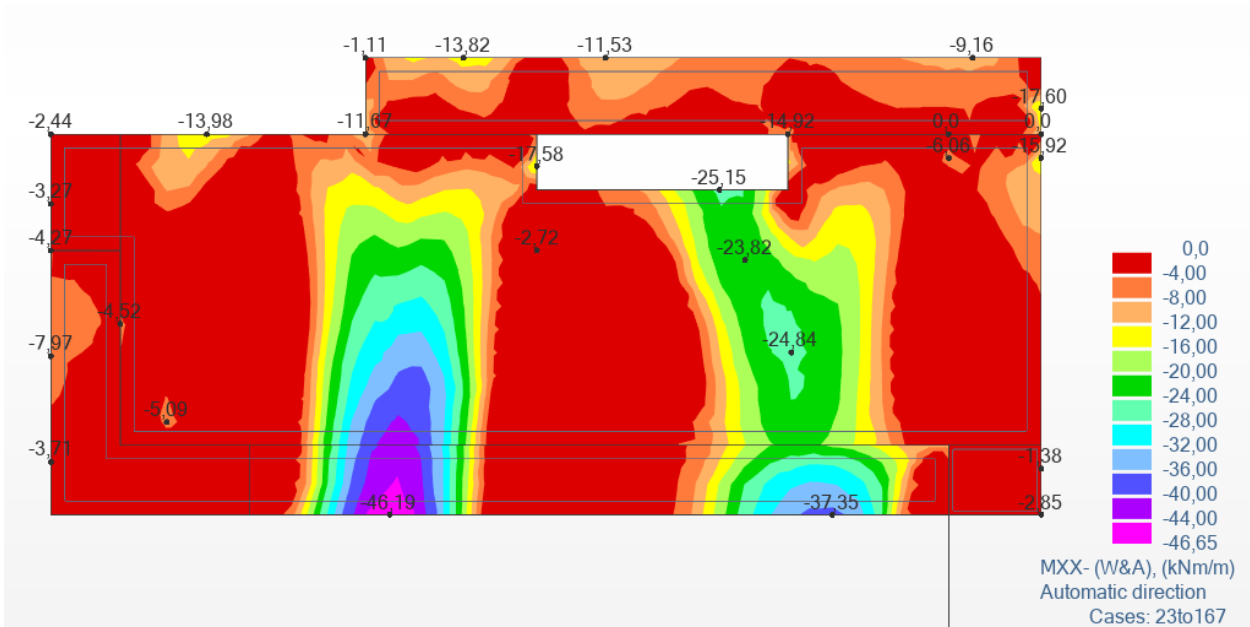 -1,11 -13,82 -11,53 -9,16
17,60
-2,44 -13,98 -11,67 -14,92 0,0 0,0
-17,58 -6,06 -15,92
-25,15
-3,27
-4,27 -2,72 -23,82
-4,52
-7,97 -24,84
-5,09
-3,71 -1,38
-46,19 -37,35 -2,85
0,0
-4,00
-8,00
-12,00
-16,00
-20,00
-24,00
-28,00
-32,00
-36,00
-40,00
-44,00
-46,65
MXX- (W&A), (kNm/m)
Automatic direction
Cases: 23to167